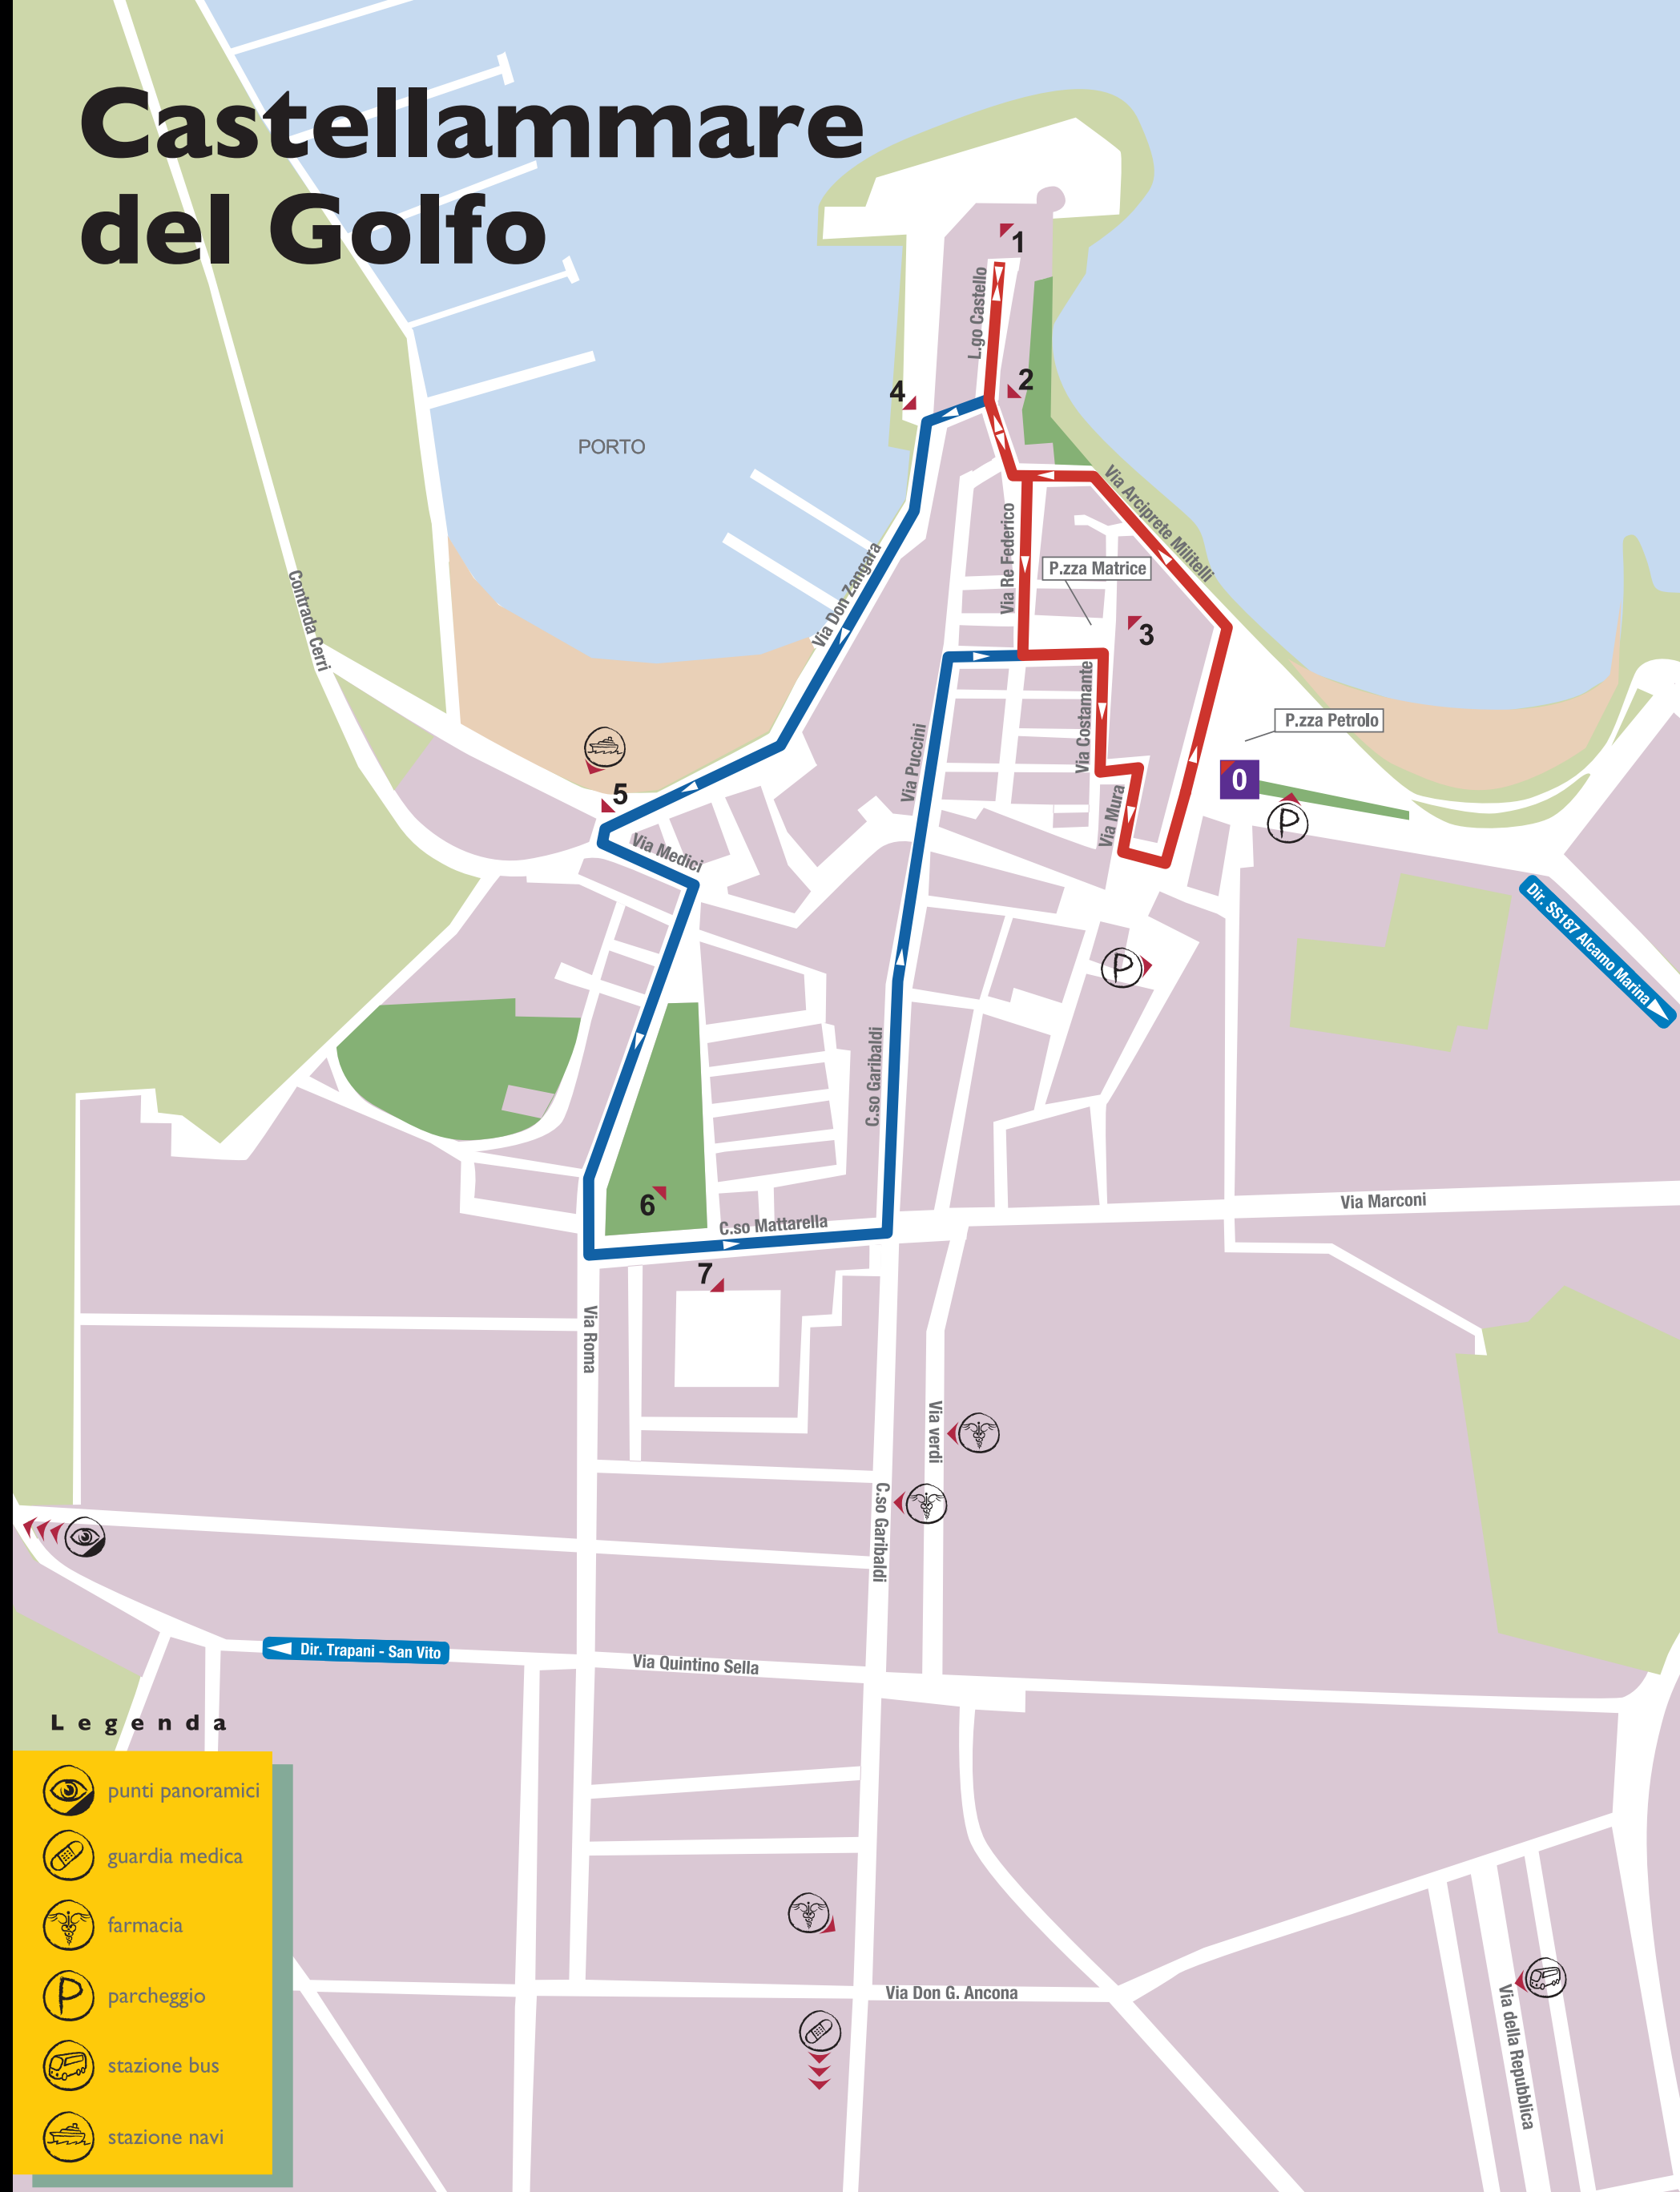 Castellammare
del Golfo
1
L.go Castello
2
4
PORTO
Via Arciprete Militelli
Via Re Federico
P.zza Matrice
Via Don Zangara
Contrada Cerri
3
Via Costamante
P.zza Petrolo
Via Puccini
0
P
5
Via Medici
Via Mura
Dir. SS187 Alcamo Marina
P
C.so Garibaldi
6
C.so Mattarella
Via Marconi
7
Via Roma
Via verdi
C.so Garibaldi
Dir. Trapani - San Vito
Via Quintino Sella
Legenda
punti panoramici
guardia medica
farmacia
P parcheggio
stazione bus
stazione navi
Via Don G. Ancona
Via della Repubblica